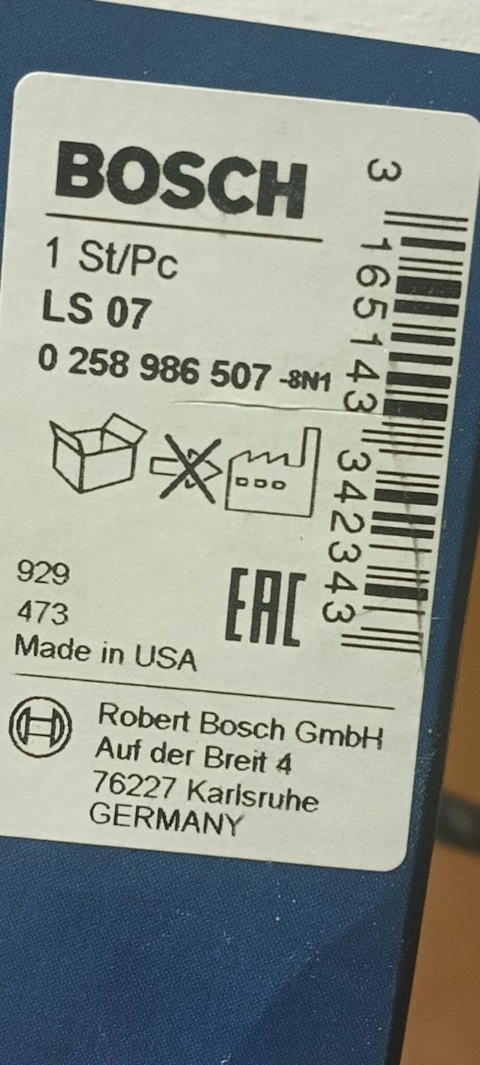 BOSCH
1 St/Pc
LS 07
0 258 986 507 -8N1
929
473
Made in USA
EAC
Robert Bosch GmbH
Auf der Breit 4
76227 Karlsruhe
GERMANY
3 165143 342343